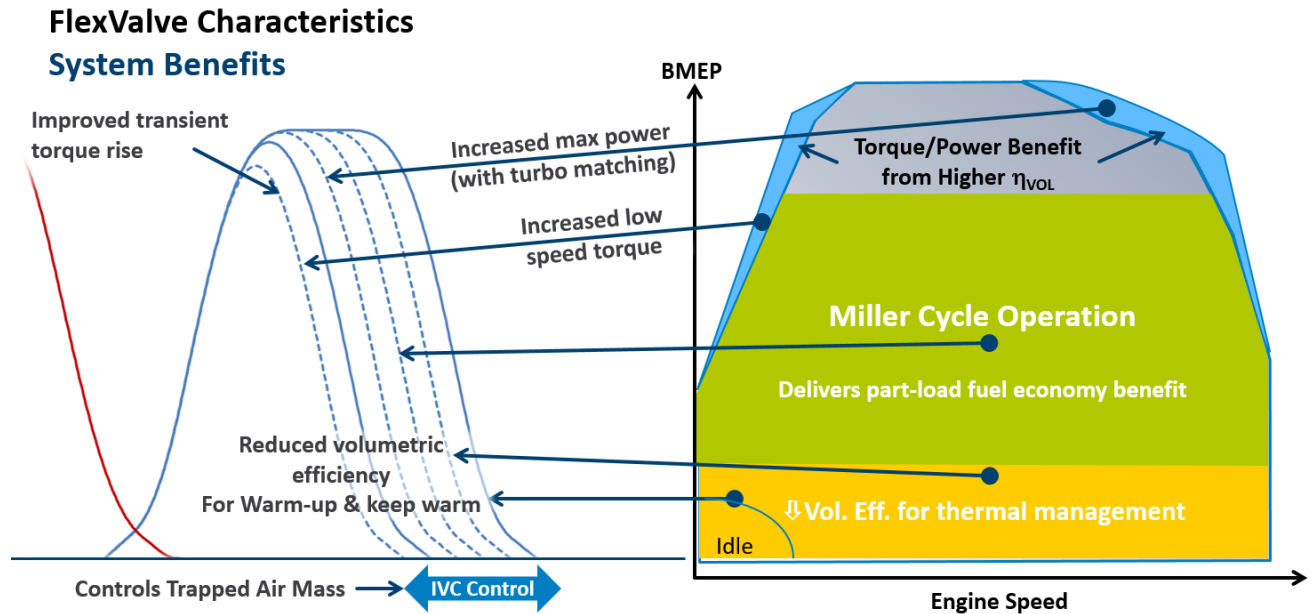 FlexValve Characteristics
System Benefits
Improved transient
torque rise
Increased max power
(with turbo matching)
Increased low
speed torque
Reduced volumetric
efficiency
For Warm-up & keep warm
Controls Trapped Air Mass
IVC Control
BMEP
Torque/Power Benefit
from Higher ηVOL
Miller Cycle Operation
Delivers part-load fuel economy benefit
⇩Vol. Eff. for thermal management
Idle
Engine Speed